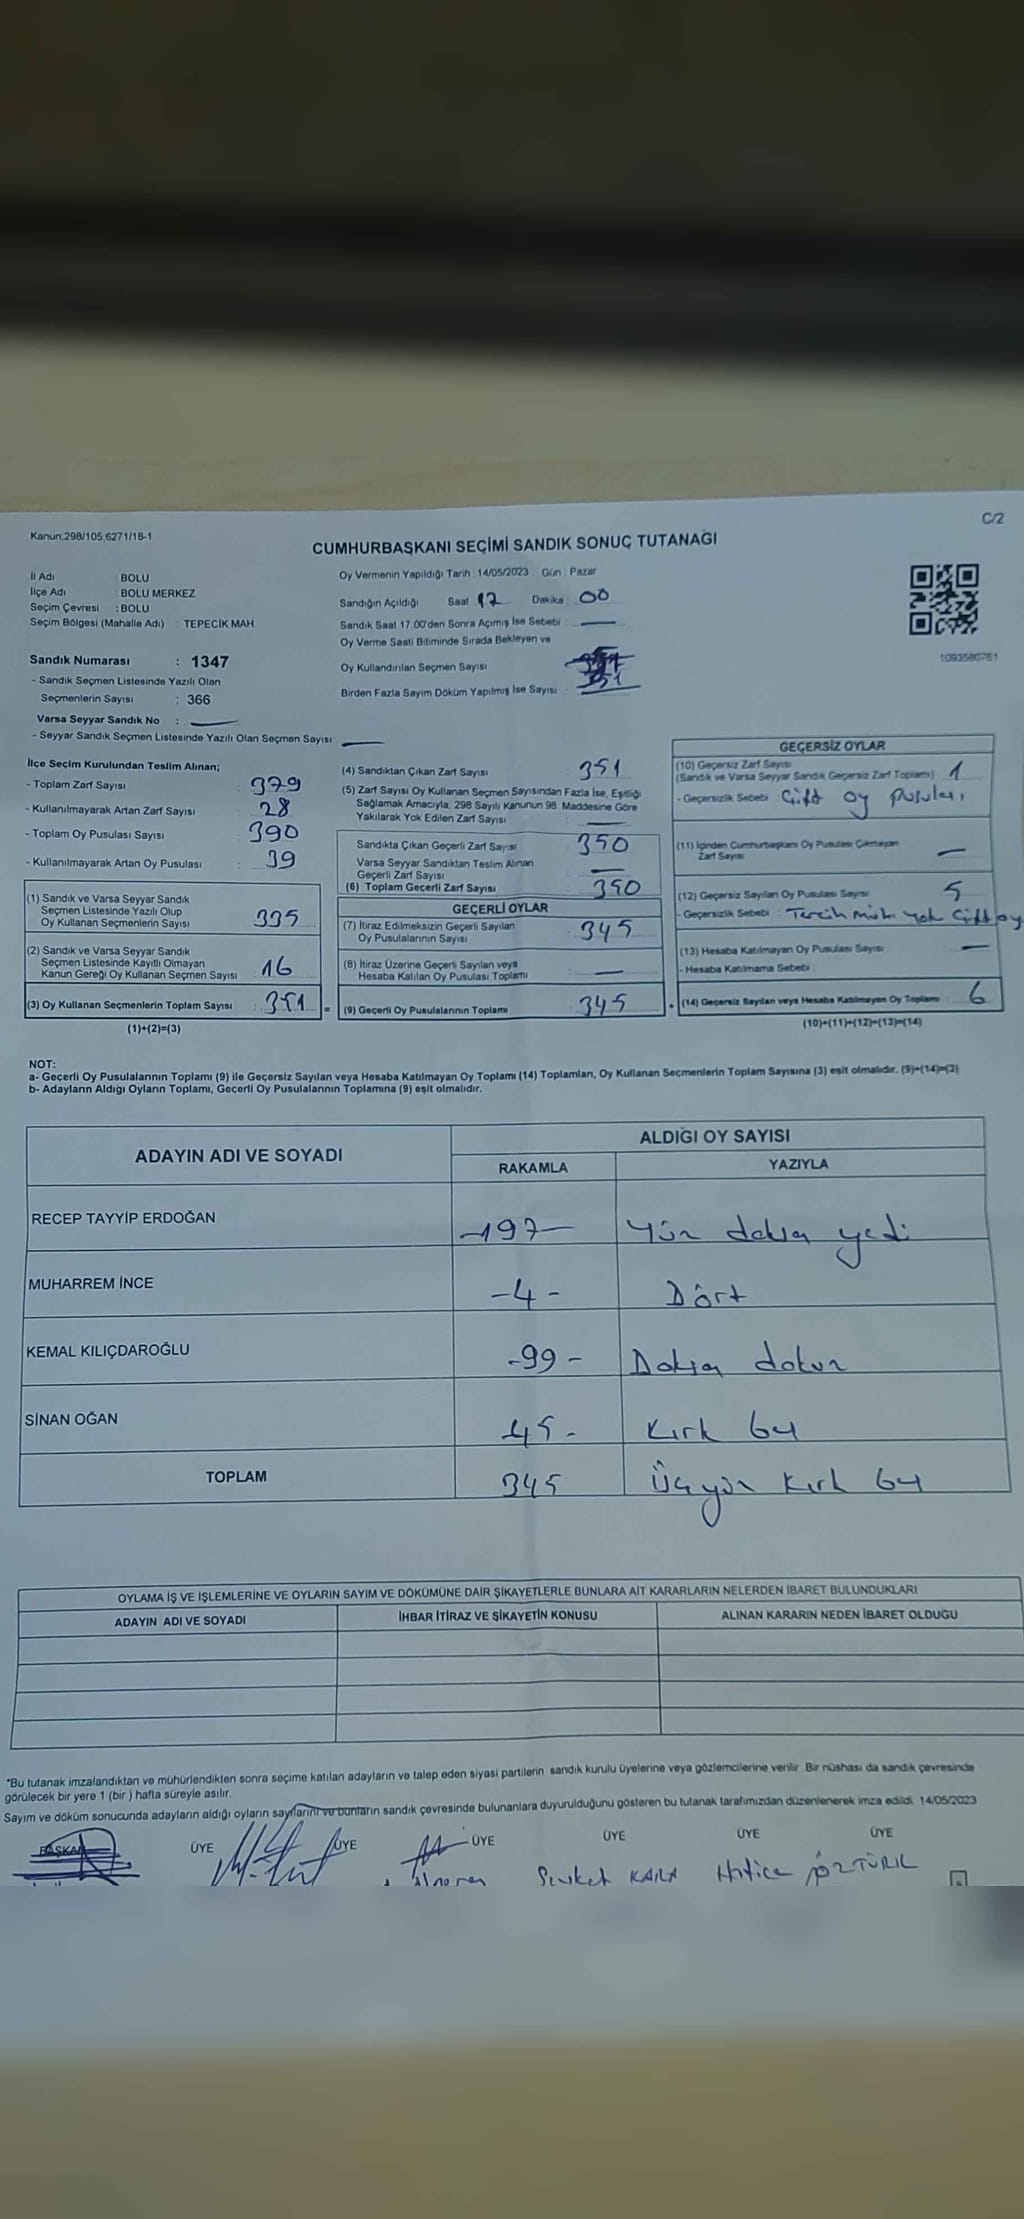 C/2
Kanun;298/105,6271/18-1
CUMHURBAŞKANI SEÇİMİ SANDIK SONUÇ TUTANAĞI
İl Adı : BOLU
İlçe Adı : BOLU MERKEZ
Seçim Çevresi : BOLU
Seçim Bölgesi (Mahalle Adı) : TEPECİK MAH
Sandık Numarası : 1347
- Sandık Seçmen Listesinde Yazılı Olan
Seçmenlerin Sayısı : 366
Varsa Seyyar Sandık No : —
- Seyyar Sandık Seçmen Listesinde Yazılı Olan Seçmen Sayısı: —
Oy Vermenin Yapıldığı Tarih : 14/05/2023 Gün : Pazar
Sandığın Açıldığı Saat 17 Dakika : 00
Sandık Saat 17.00'den Sonra Açımış İse Sebebi : —
Oy Verme Saati Bitiminde Sırada Bekleyen ve
Oy Kullandırılan Seçmen Sayısı
Birden Fazla Sayım Döküm Yapılmış İse Sayısı :
1093580761
İlçe Seçim Kurulundan Teslim Alınan;
- Toplam Zarf Sayısı : 379
- Kullanılmayarak Artan Zarf Sayısı : 28
- Toplam Oy Pusulası Sayısı : 390
- Kullanılmayarak Artan Oy Pusulası : 39
(1) Sandık ve Varsa Seyyar Sandık
Seçmen Listesinde Yazılı Olup
Oy Kullanan Seçmenlerin Sayısı : 335
(2) Sandık ve Varsa Seyyar Sandık
Seçmen Listesinde Kayıtlı Olmayan
Kanun Gereği Oy Kullanan Seçmen Sayısı : 16
(3) Oy Kullanan Seçmenlerin Toplam Sayısı : 351
(1)+(2)=(3)
(4) Sandıktan Çıkan Zarf Sayısı : 351
(5) Zarf Sayısı Oy Kullanan Seçmen Sayısından Fazla İse, Eşitliği
Sağlamak Amacıyla; 298 Sayılı Kanunun 98. Maddesine Göre
Yakılarak Yok Edilen Zarf Sayısı : —
Sandıkta Çıkan Geçerli Zarf Sayısı : 350
Varsa Seyyar Sandıktan Teslim Alınan
Geçerli Zarf Sayısı : —
(6) Toplam Geçerli Zarf Sayısı : 350
GEÇERLİ OYLAR
(7) İtiraz Edilmeksizin Geçerli Sayılan
Oy Pusulalarının Sayısı : 345
(8) İtiraz Üzerine Geçerli Sayılan veya
Hesaba Katılan Oy Pusulası Toplamı : —
= (9) Geçerli Oy Pusulalarının Toplamı : 345
GEÇERSİZ OYLAR
(10) Geçersiz Zarf Sayısı
(Sandık ve Varsa Seyyar Sandık Geçersiz Zarf Toplamı) 1
- Geçersizlik Sebebi : Çift oy pusulası
(11) İçinden Cumhurbaşkanı Oy Pusulası Çıkmayan
Zarf Sayısı : —
(12) Geçersiz Sayılan Oy Pusulası Sayısı : 5
- Geçersizlik Sebebi : Tercih Mührü Yok Çift oy
(13) Hesaba Katılmayan Oy Pusulası Sayısı : —
- Hesaba Katılmama Sebebi :
+ (14) Geçersiz Sayılan veya Hesaba Katılmayan Oy Toplamı : 6
(10)+(11)+(12)+(13)=(14)
NOT:
a- Gecerli Oy Pusulalarının Toplamı (9) ile Geçersiz Sayılan veya Hesaba Katılmayan Oy Toplamı (14) Toplamları, Oy Kullanan Seçmenlerin Toplam Sayısına (3) eşit olmalıdır. (9)+(14)=(3)
b- Adayların Aldığı Oyların Toplamı, Gecerli Oy Pusulalarının Toplamına (9) eşit olmalıdır.
ADAYIN ADI VE SOYADI
ALDIĞI OY SAYISI
RAKAMLA YAZIYLA
RECEP TAYYİP ERDOĞAN -197- Yüz doksan yedi
MUHARREM İNCE -4- Dört
KEMAL KILIÇDAROĞLU -99- Doksan dokuz
SİNAN OĞAN 45- Kırk beş
TOPLAM 345 Üçyüz Kırk beş
OYLAMA İŞ VE İŞLEMLERİNE VE OYLARIN SAYIM VE DÖKÜMÜNE DAİR ŞİKAYETLERLE BUNLARA AİT KARARLARIN NELERDEN İBARET BULUNDUKLARI
ADAYIN ADI VE SOYADI İHBAR İTİRAZ VE ŞİKAYETİN KONUSU ALINAN KARARIN NEDEN İBARET OLDUĞU
*Bu tutanak imzalandıktan ve mühürlendikten sonra seçime katılan adayların ve talep eden siyasi partilerin sandık kurulu üyelerine veya gözlemcilerine verilir. Bir nüshası da sandık çevresinde
görülecek bir yere 1 (bir ) hafta süreyle asılır.
Sayım ve döküm sonucunda adayların aldığı oyların sayılarını ve bunların sandık çevresinde bulunanlara duyurulduğunu gösteren bu tutanak tarafımızdan düzenlenerek imza edildi. 14/05/2023
BAŞKAN ÜYE ÜYE ÜYE ÜYE ÜYE ÜYE
Şevket KARA Hatice ÖZTÜRK